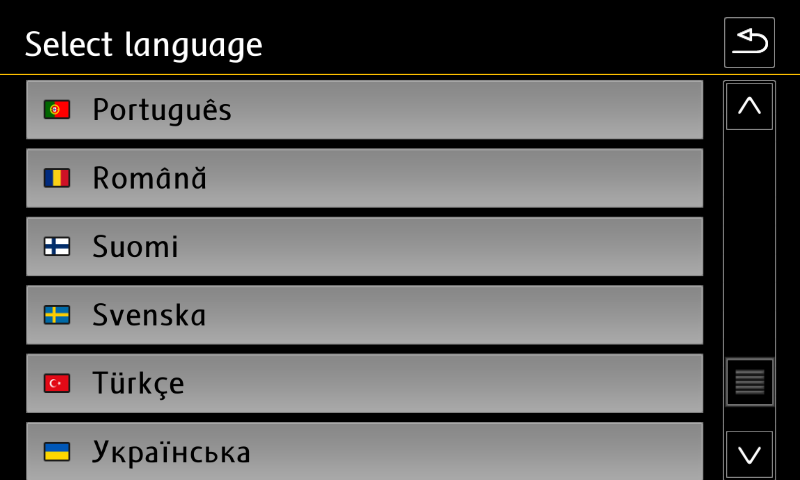 Select language
Português
Română
Suomi
Svenska
Türkçe
Українська